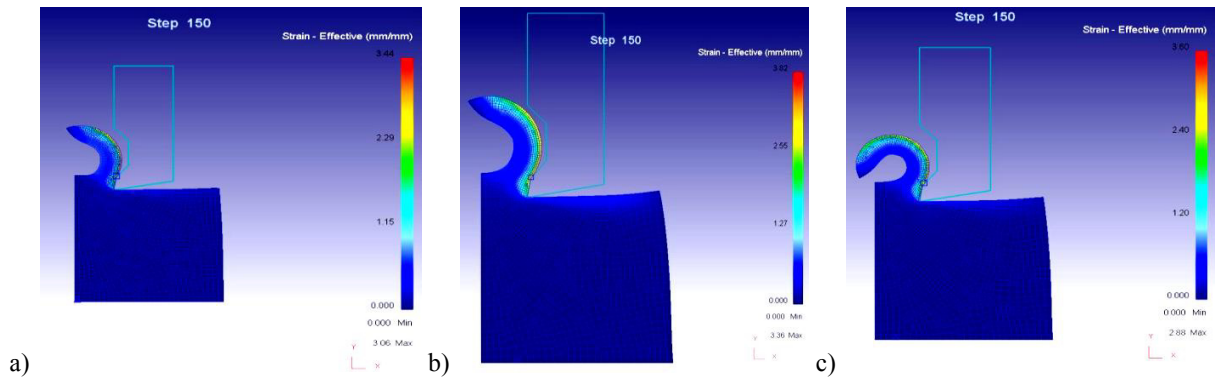 Step 150
Strain - Effective (mm/mm)
3.44
2.29
1.15
0.000
0.000 Min
3.06 Max
Y
X
a)
Step 150
Strain - Effective (mm/mm)
3.82
2.55
1.27
0.000
0.000 Min
3.36 Max
Y
X
b)
Step 150
Strain - Effective (mm/mm)
3.60
2.40
1.20
0.000
0.000 Min
2.88 Max
Y
X
c)